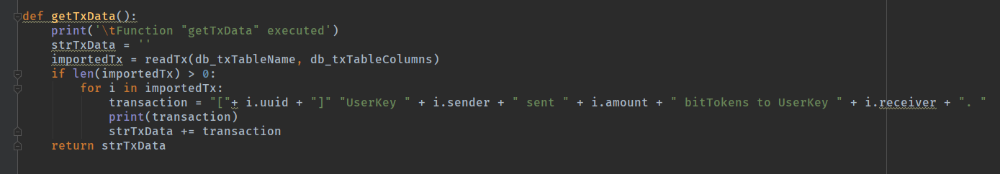 def getTxData():
    print('\tFunction "getTxData" executed')
    strTxData = ''
    importedTx = readTx(db_txTableName, db_txTableColumns)
    if len(importedTx) > 0:
        for i in importedTx:
            transaction = "["+ i.uuid + "]" "UserKey " + i.sender + " sent " + i.amount + " bitTokens to UserKey " + i.receiver + ". "
            print(transaction)
            strTxData += transaction
    return strTxData